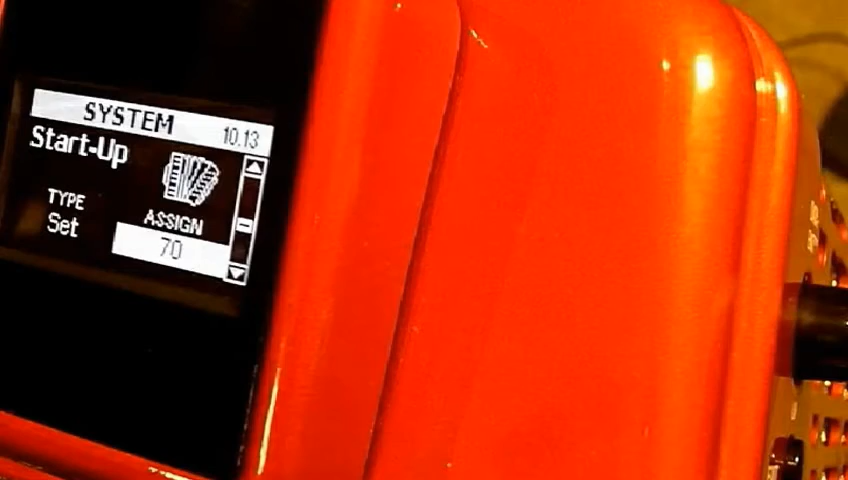 SYSTEM 10.13
Start-Up
TYPE
Set
ASSIGN
70